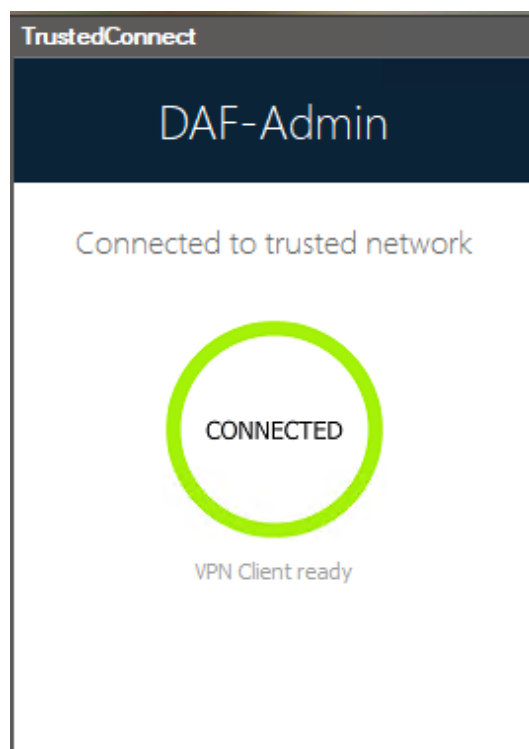 TrustedConnect
DAF-Admin
Connected to trusted network
CONNECTED
VPN Client ready